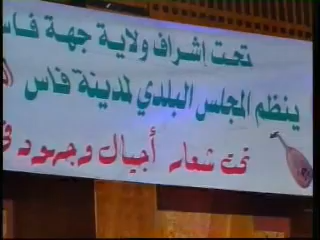 تحت إشراف ولاية جهة فاس
ينظم المجلس البلدي لمدينة فاس
تحت شعار أجيال وجهود